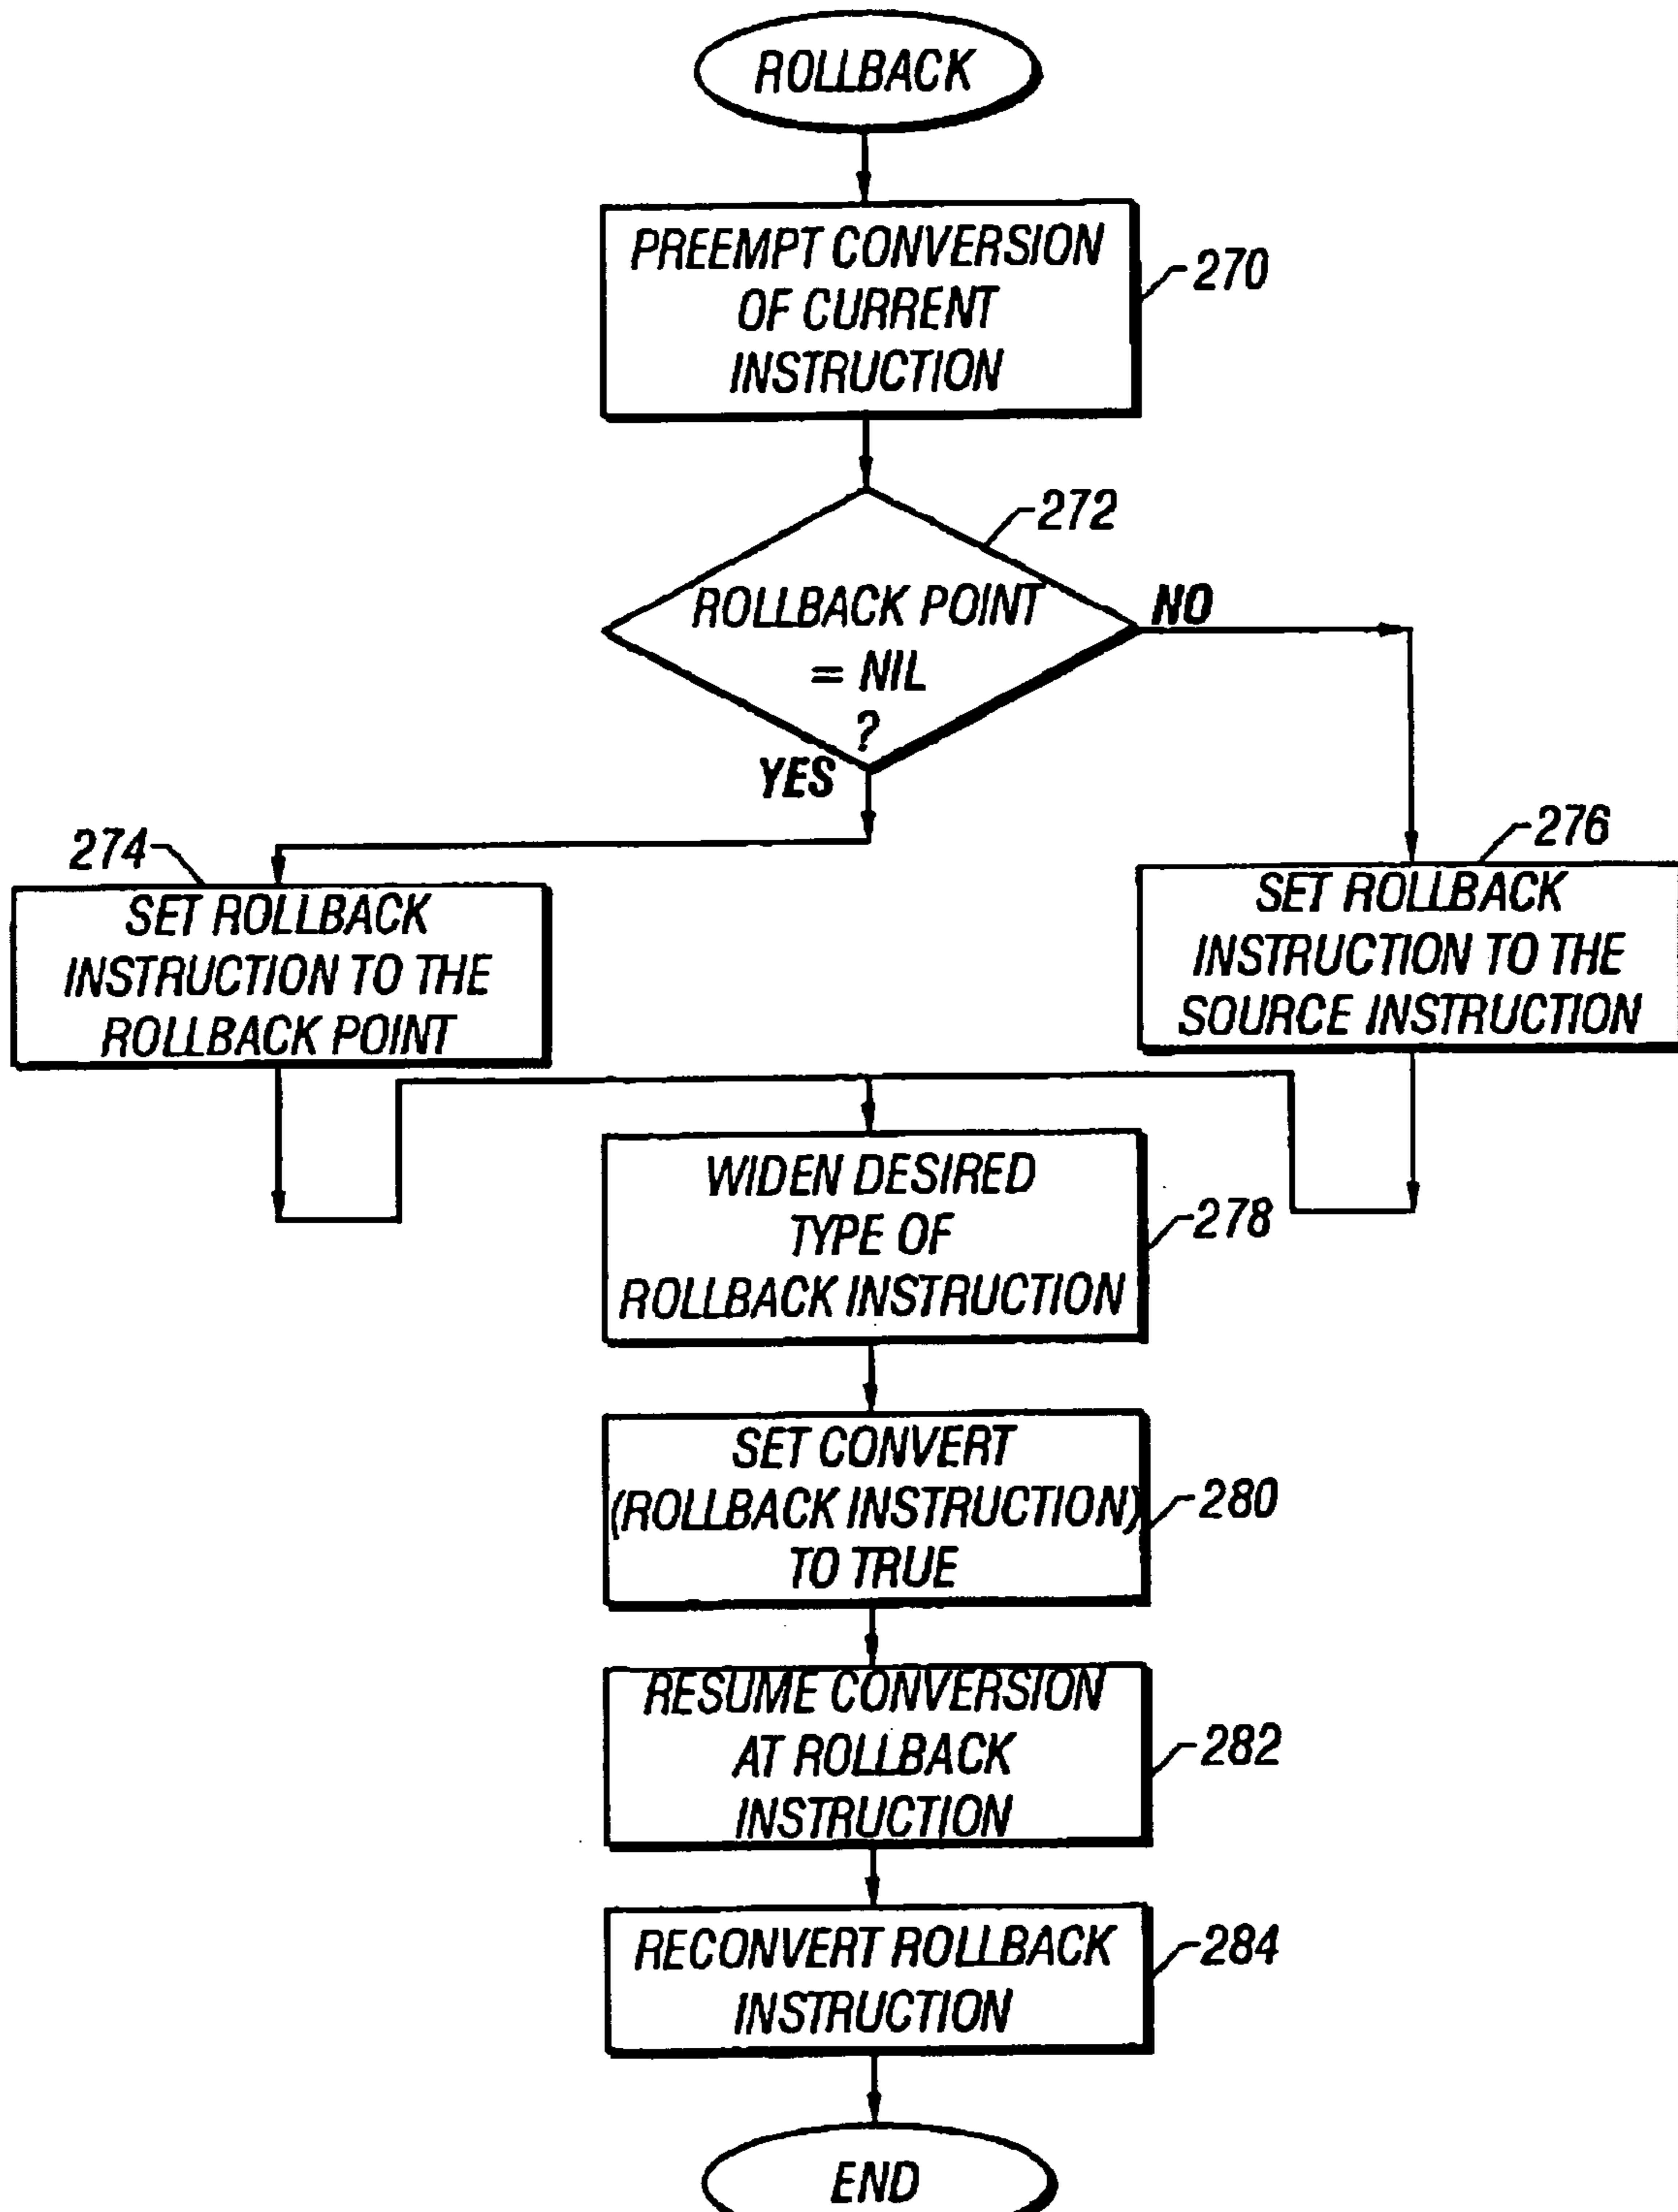 ROLLBACK
PREEMPT CONVERSION
OF CURRENT
INSTRUCTION
270
272
ROLLBACK POINT
= NIL
?
NO
YES
274
SET ROLLBACK
INSTRUCTION TO THE
ROLLBACK POINT
276
SET ROLLBACK
INSTRUCTION TO THE
SOURCE INSTRUCTION
WIDEN DESIRED
TYPE OF
ROLLBACK INSTRUCTION
278
SET CONVERT
(ROLLBACK INSTRUCTION)
TO TRUE
280
RESUME CONVERSION
AT ROLLBACK
INSTRUCTION
282
RECONVERT ROLLBACK
INSTRUCTION
284
END